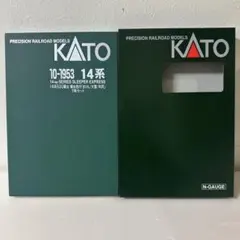 PRECISION RAILROAD MODELS
KATO
10-1953 14系
14 SERIES SLEEPER EXPRESS
PRECISION RAILROAD MODELS
KATO
N-GAUGE